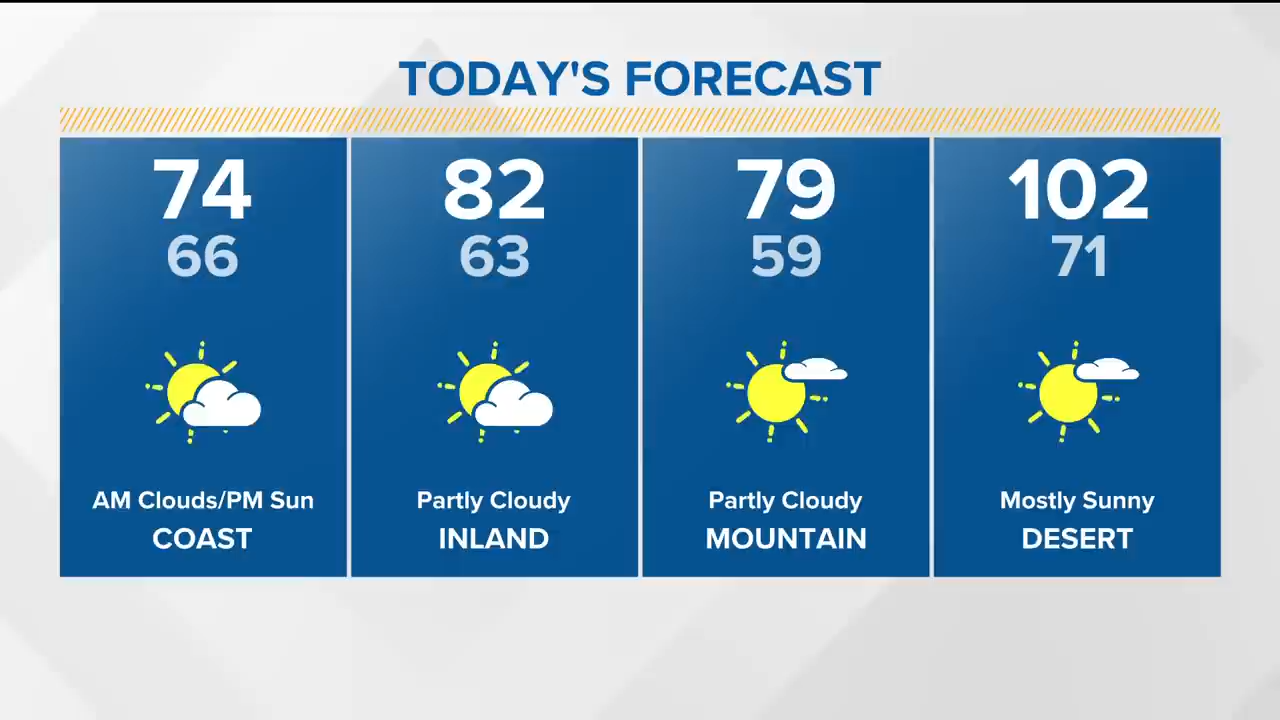 TODAY'S FORECAST
74
66
AM Clouds/PM Sun
COAST
82
63
Partly Cloudy
INLAND
79
59
Partly Cloudy
MOUNTAIN
102
71
Mostly Sunny
DESERT